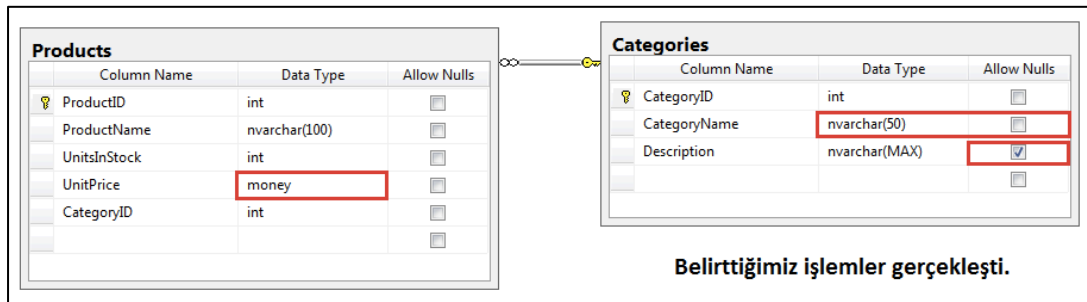 Products
Column Name Data Type Allow Nulls
ProductID int
ProductName nvarchar(100)
UnitsInStock int
UnitPrice money
CategoryID int
Categories
Column Name Data Type Allow Nulls
CategoryID int
CategoryName nvarchar(50)
Description nvarchar(MAX)
Belirttiğimiz işlemler gerçekleşti.